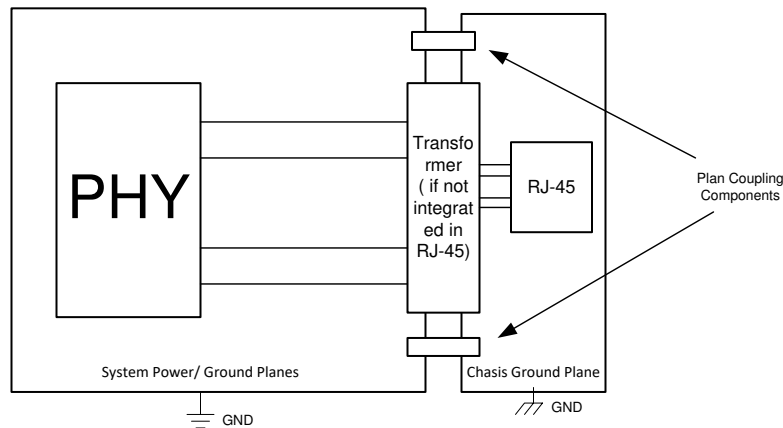 PHY
Transfo
rmer
( if not
integrat
ed in
RJ-45)
RJ-45
Plan Coupling
Components
System Power/ Ground Planes
Chasis Ground Plane
GND
GND